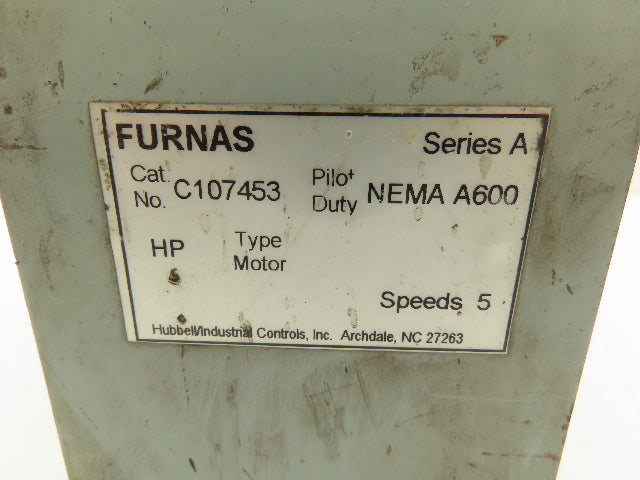 FURNAS Series A
Cat. No. C107453 Pilot Duty NEMA A600
HP Type Motor
Speeds 5
Hubbell/Industrial Controls, Inc. Archdale, NC 27263